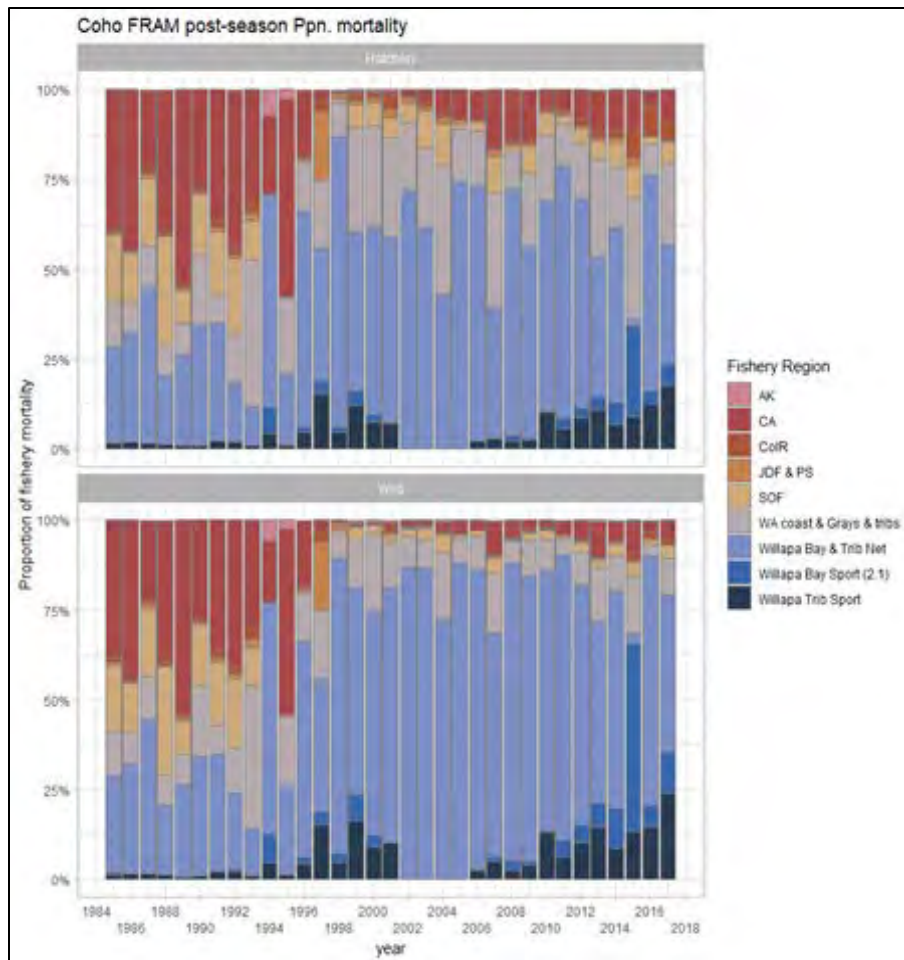 Coho FRAM post-season Ppn. mortality
Hatchery
100%
75%
50%
25%
0%
Wild
100%
75%
50%
25%
0%
Proportion of fishery mortality
1984 1988 1992 1996 2000 2004 2008 2012 2016
1986 1990 1994 1998 2002 2006 2010 2014 2018
year
Fishery Region
AK
CA
ColR
JDF & PS
SOF
WA coast & Grays & tribs
Willapa Bay & Trib Net
Willapa Bay Sport (2.1)
Willapa Trib Sport